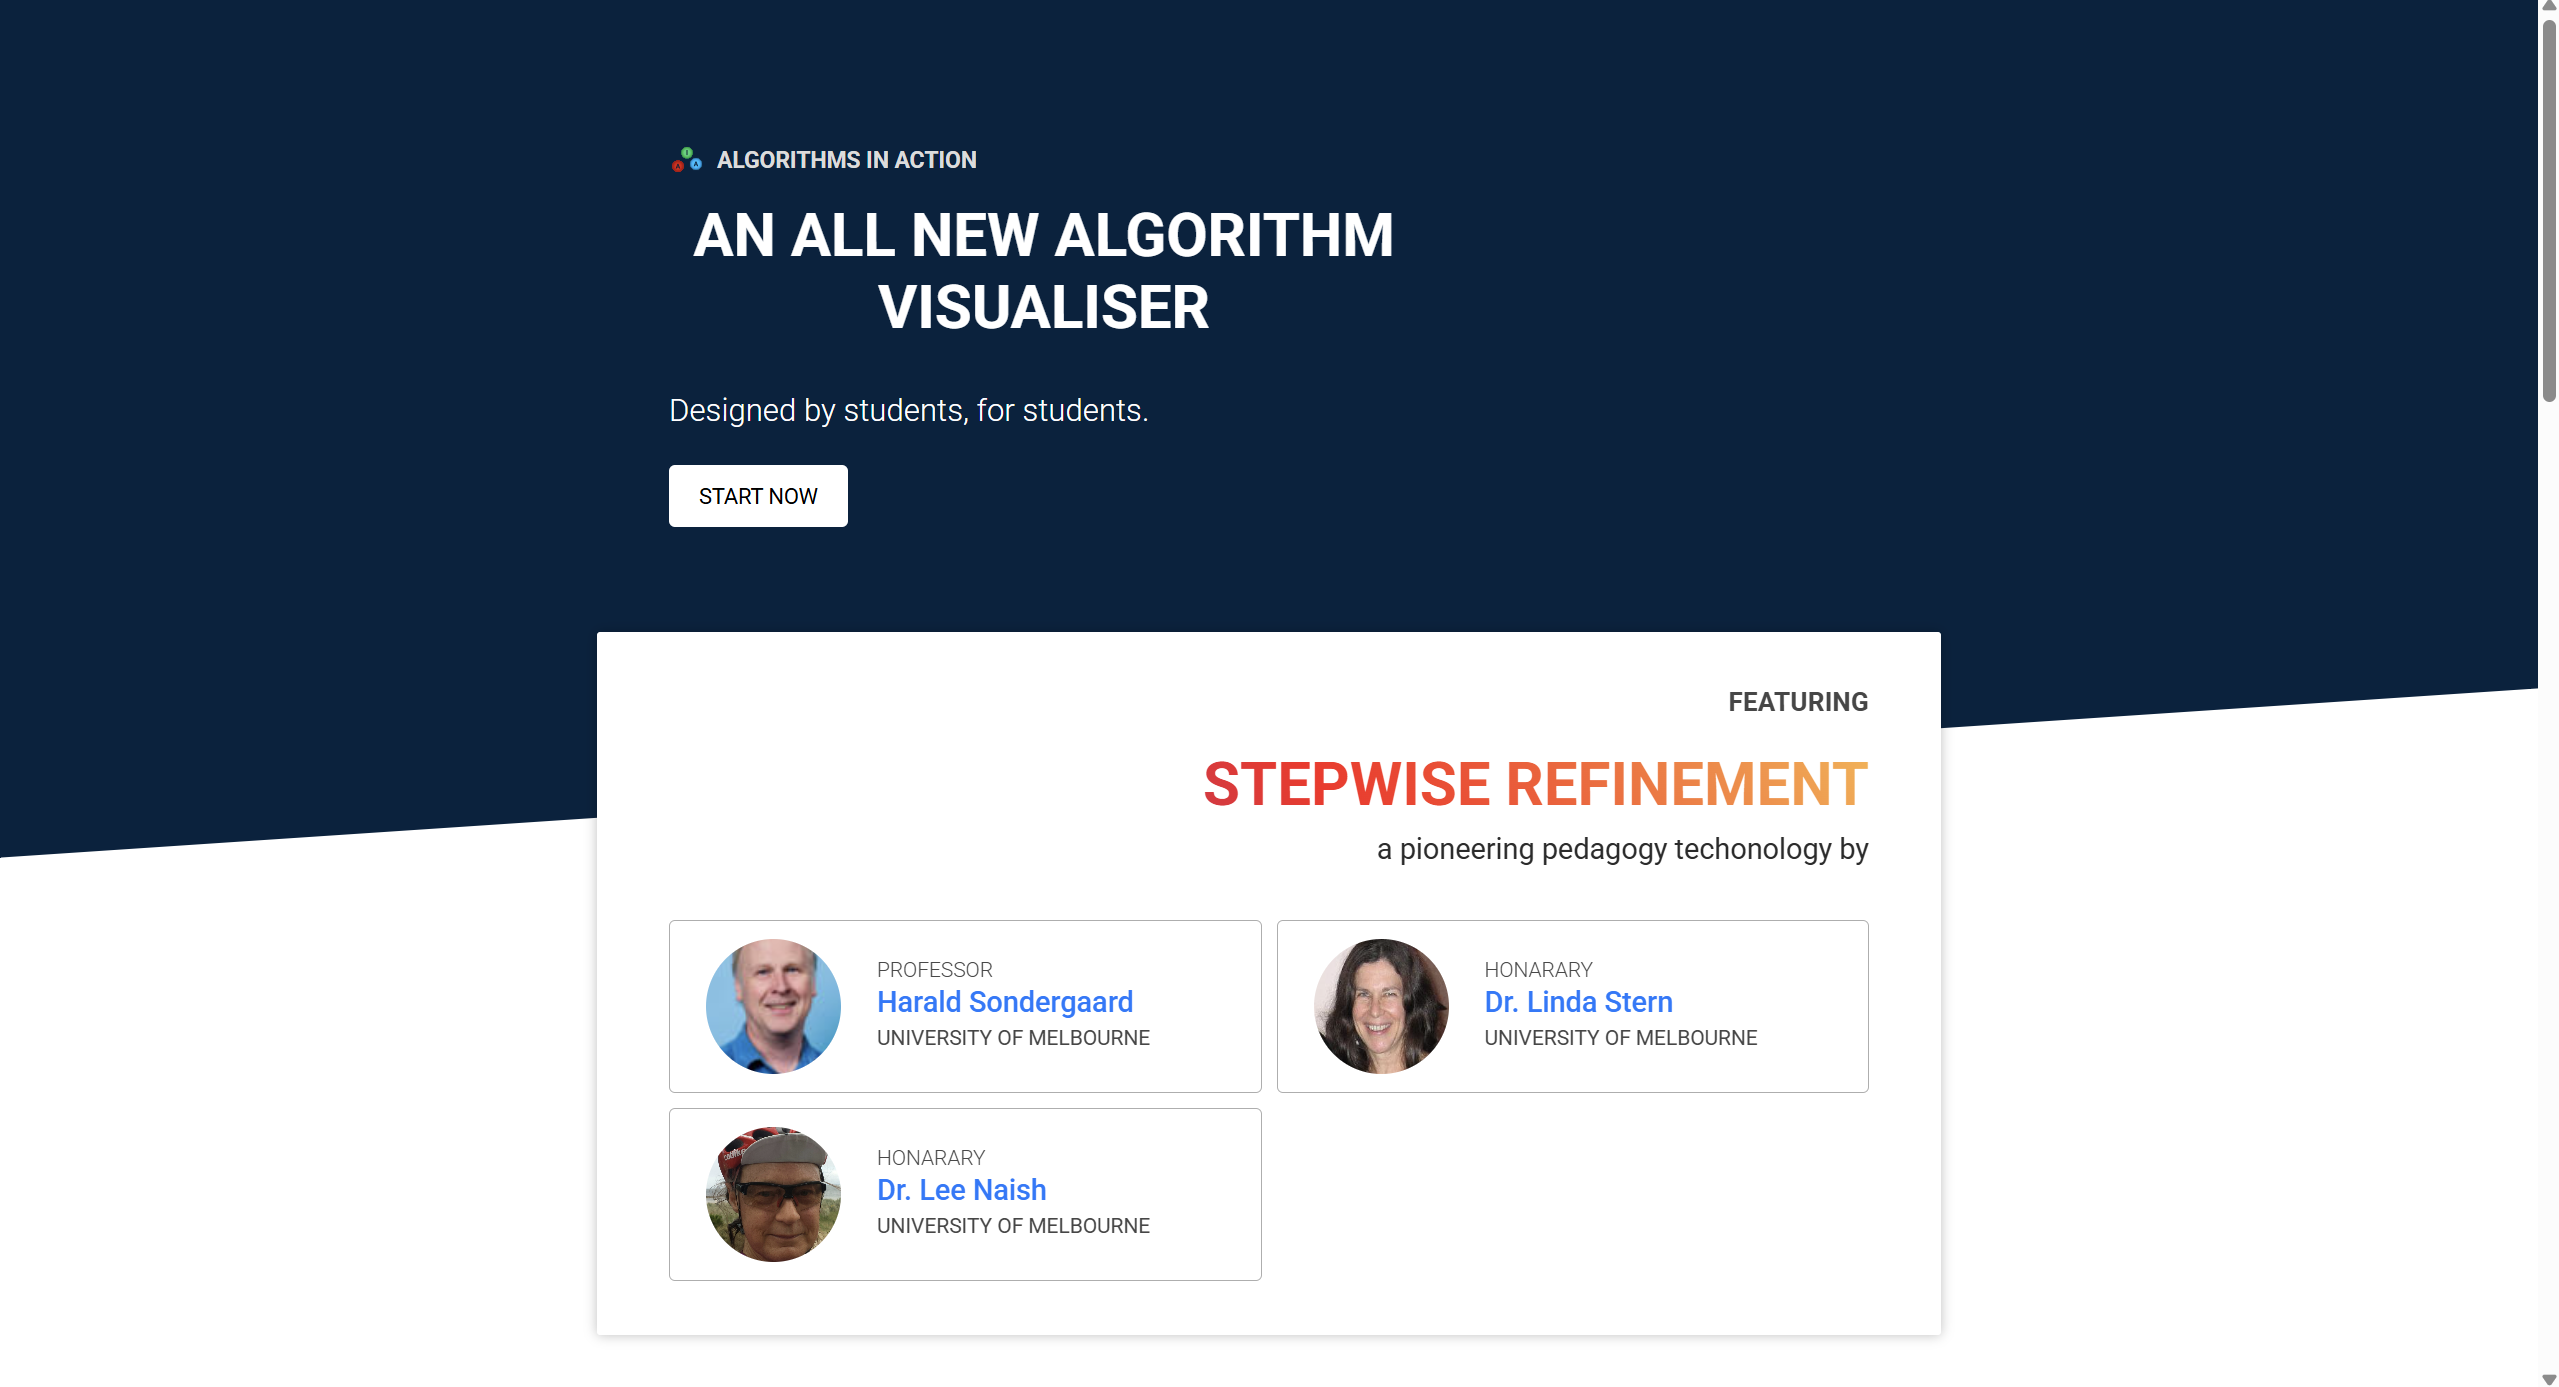 ALGORITHMS IN ACTION
AN ALL NEW ALGORITHM
VISUALISER
Designed by students, for students.
START NOW
FEATURING
STEPWISE REFINEMENT
a pioneering pedagogy techonology by
PROFESSOR
Harald Sondergaard
UNIVERSITY OF MELBOURNE
HONARARY
Dr. Linda Stern
UNIVERSITY OF MELBOURNE
HONARARY
Dr. Lee Naish
UNIVERSITY OF MELBOURNE